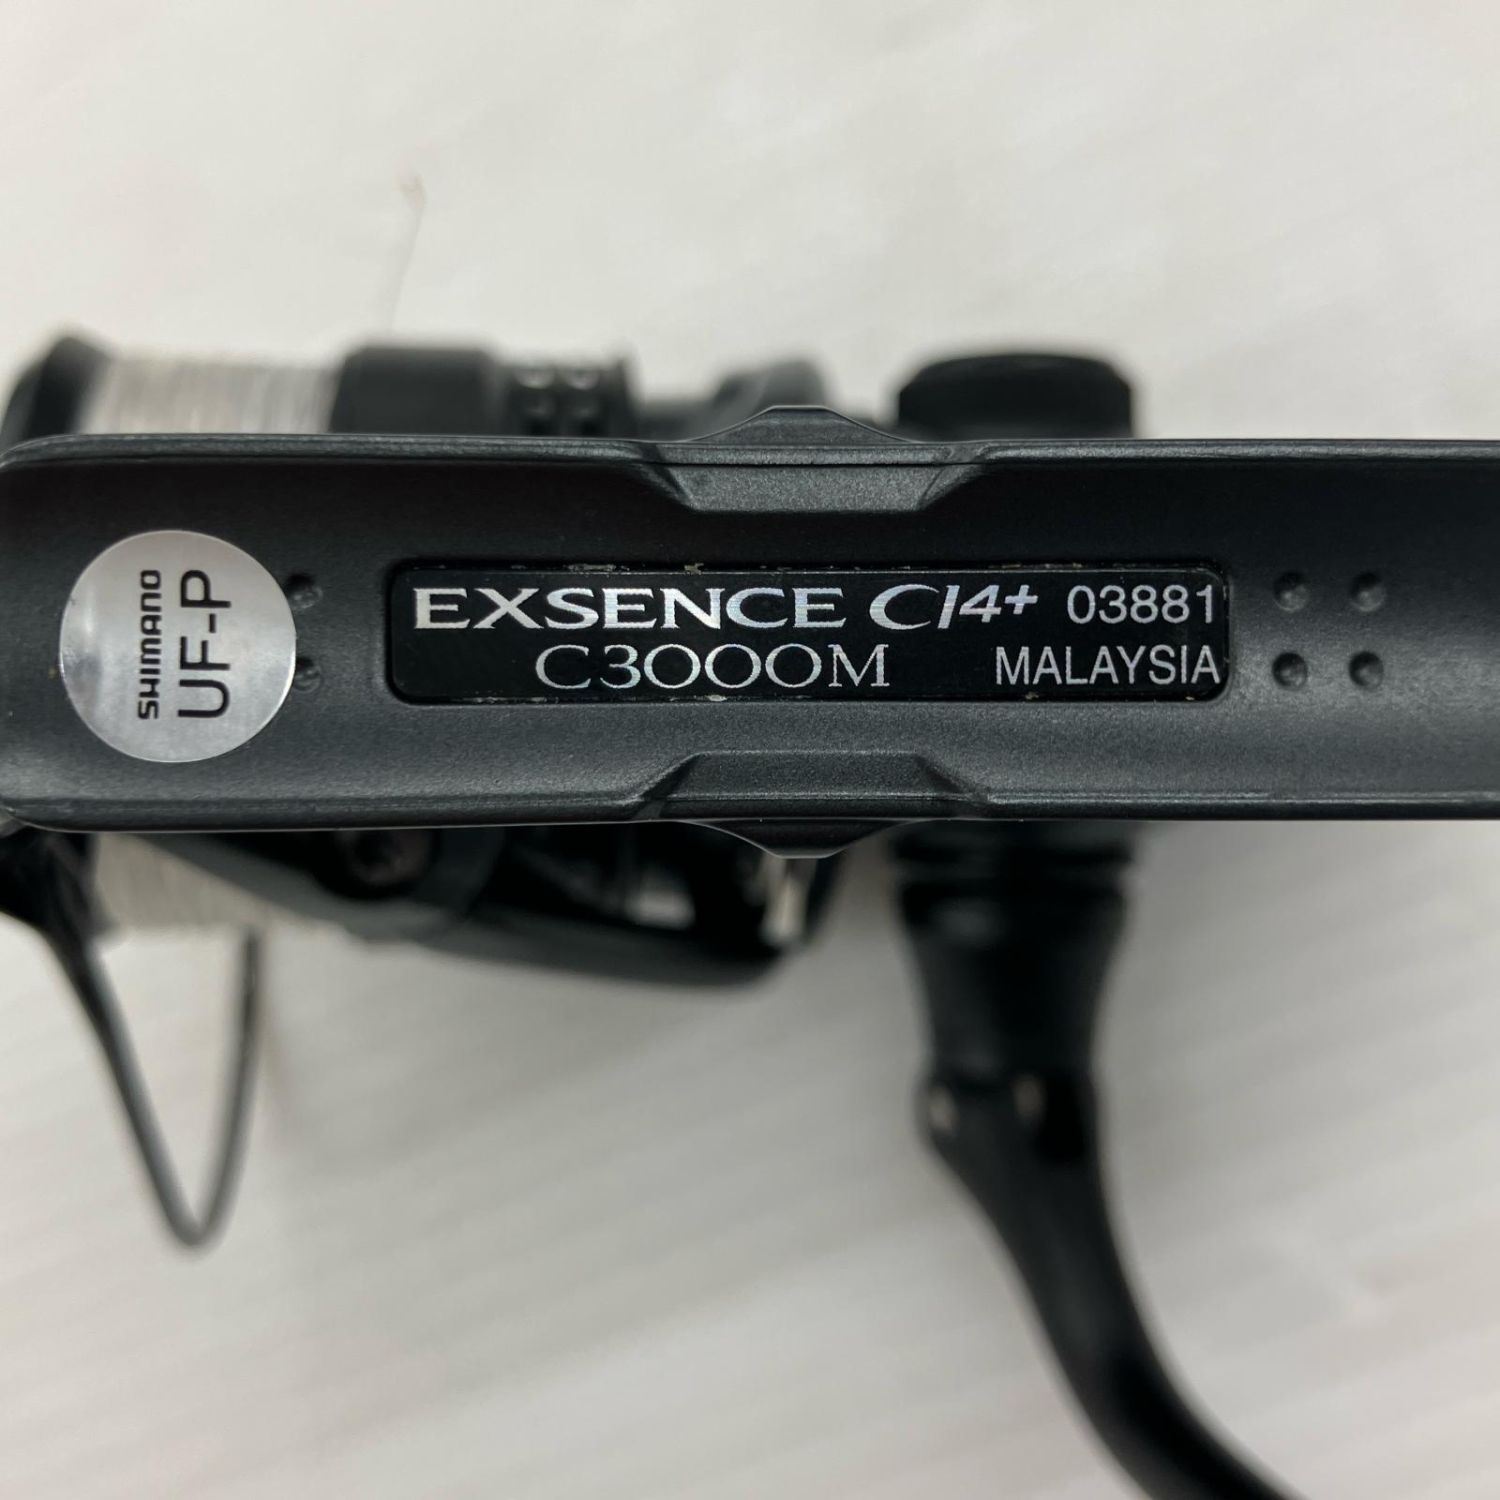 SHIMANO
UF-P
EXSENCE CI4+ 03881
C3000M MALAYSIA